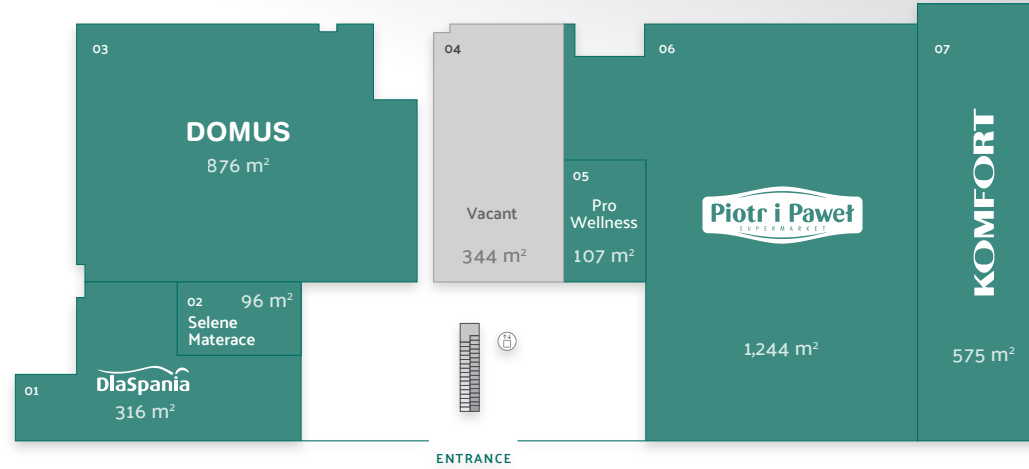 03
DOMUS
876 m²
04
Vacant
344 m²
05
Pro
Wellness
107 m²
06
Piotr i Paweł
SUPERMARKET
1,244 m²
07
KOMFORT
575 m²
02 96 m²
Selene
Materace
01
DlaSpania
316 m²
ENTRANCE